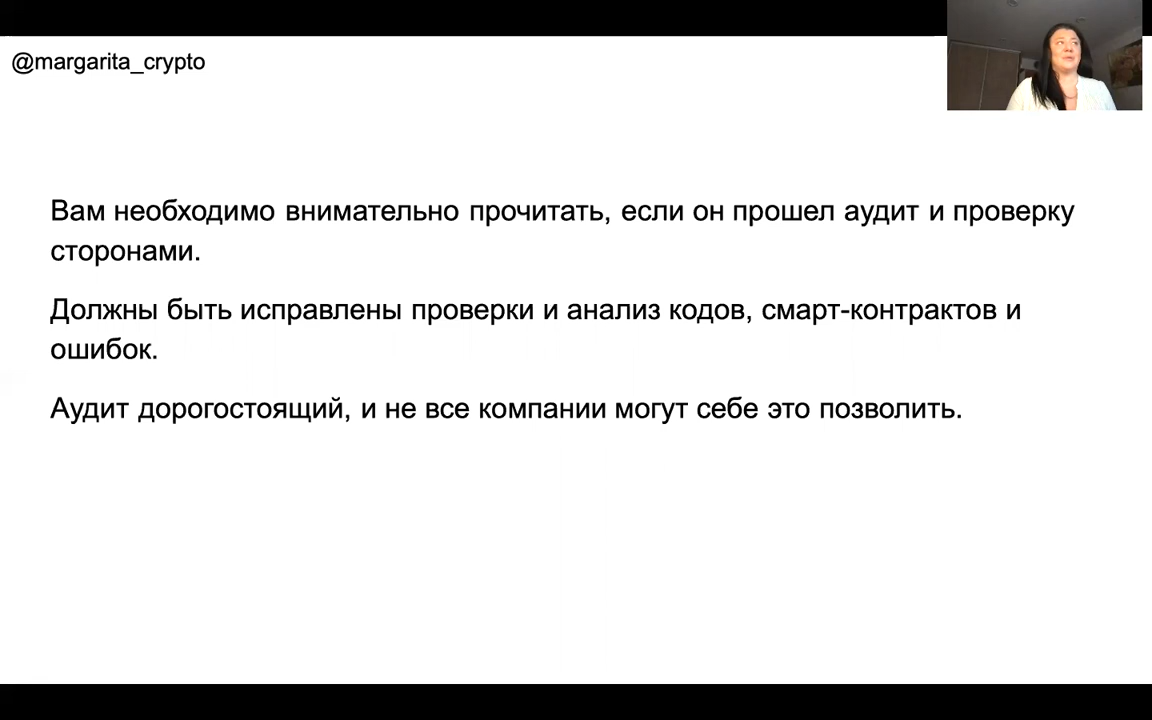 @margarita_crypto
Вам необходимо внимательно прочитать, если он прошел аудит и проверку
сторонами.
Должны быть исправлены проверки и анализ кодов, смарт-контрактов и
ошибок.
Аудит дорогостоящий, и не все компании могут себе это позволить.